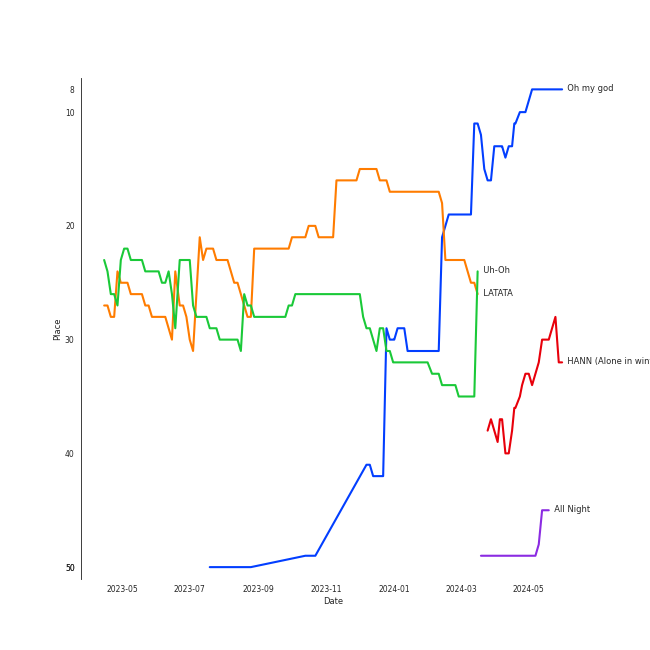 8
Oh my god
10
20
Uh-Oh
LATATA
Place
30
HANN (Alone in win
40
All Night
50
2023-05 2023-07 2023-09 2023-11 2024-01 2024-03 2024-05
Date